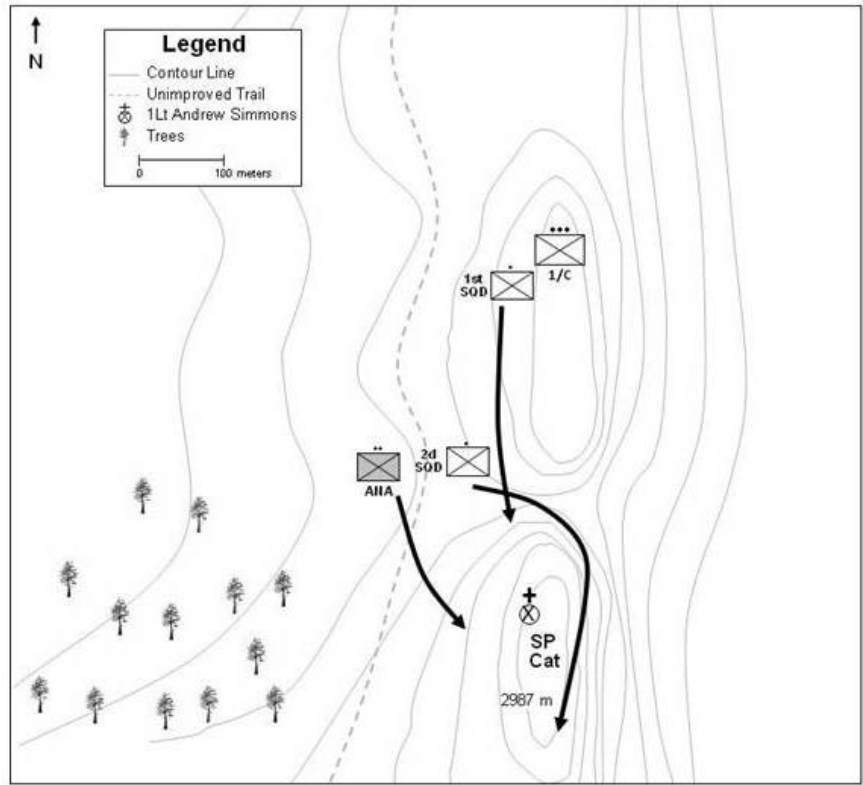 N
Legend
Contour Line
Unimproved Trail
1Lt Andrew Simmons
Trees
0 100 meters
1st
SQD
1/C
2d
SQD
ANA
SP
Cat
2987 m